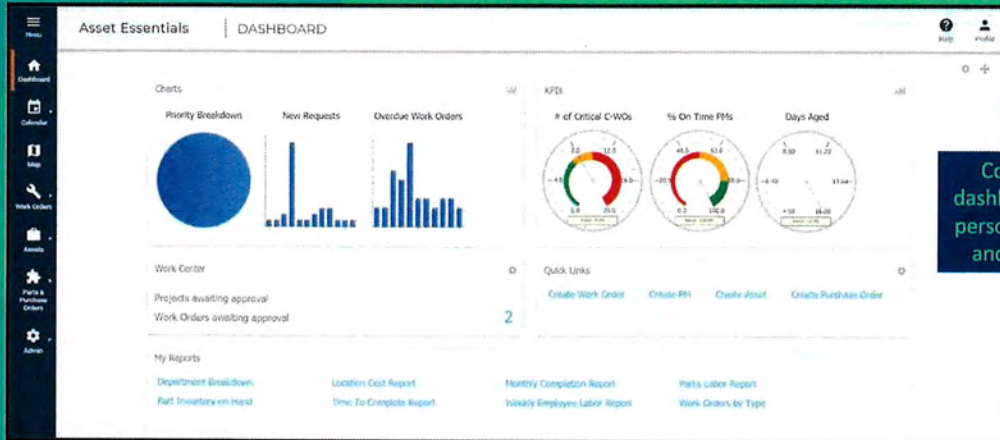 Menu
Asset Essentials | DASHBOARD
Help
Profile
Dashboard
Calendar
Map
Work Orders
Assets
Parts &
Purchase
Orders
Admin
Charts
Priority Breakdown
New Requests
Overdue Work Orders
KPIs
# of Critical C-WOs
% On Time PMs
Days Aged
Work Center
Projects awaiting approval
Work Orders awaiting approval
2
Quick Links
Create Work Order
Create PM
Create Asset
Create Purchase Order
My Reports
Department Breakdown
Location Cost Report
Monthly Completion Report
Parts Labor Report
Part Inventory on Hand
Time To Complete Report
Weekly Employee Labor Report
Work Orders by Type
Co
dashb
perso
and